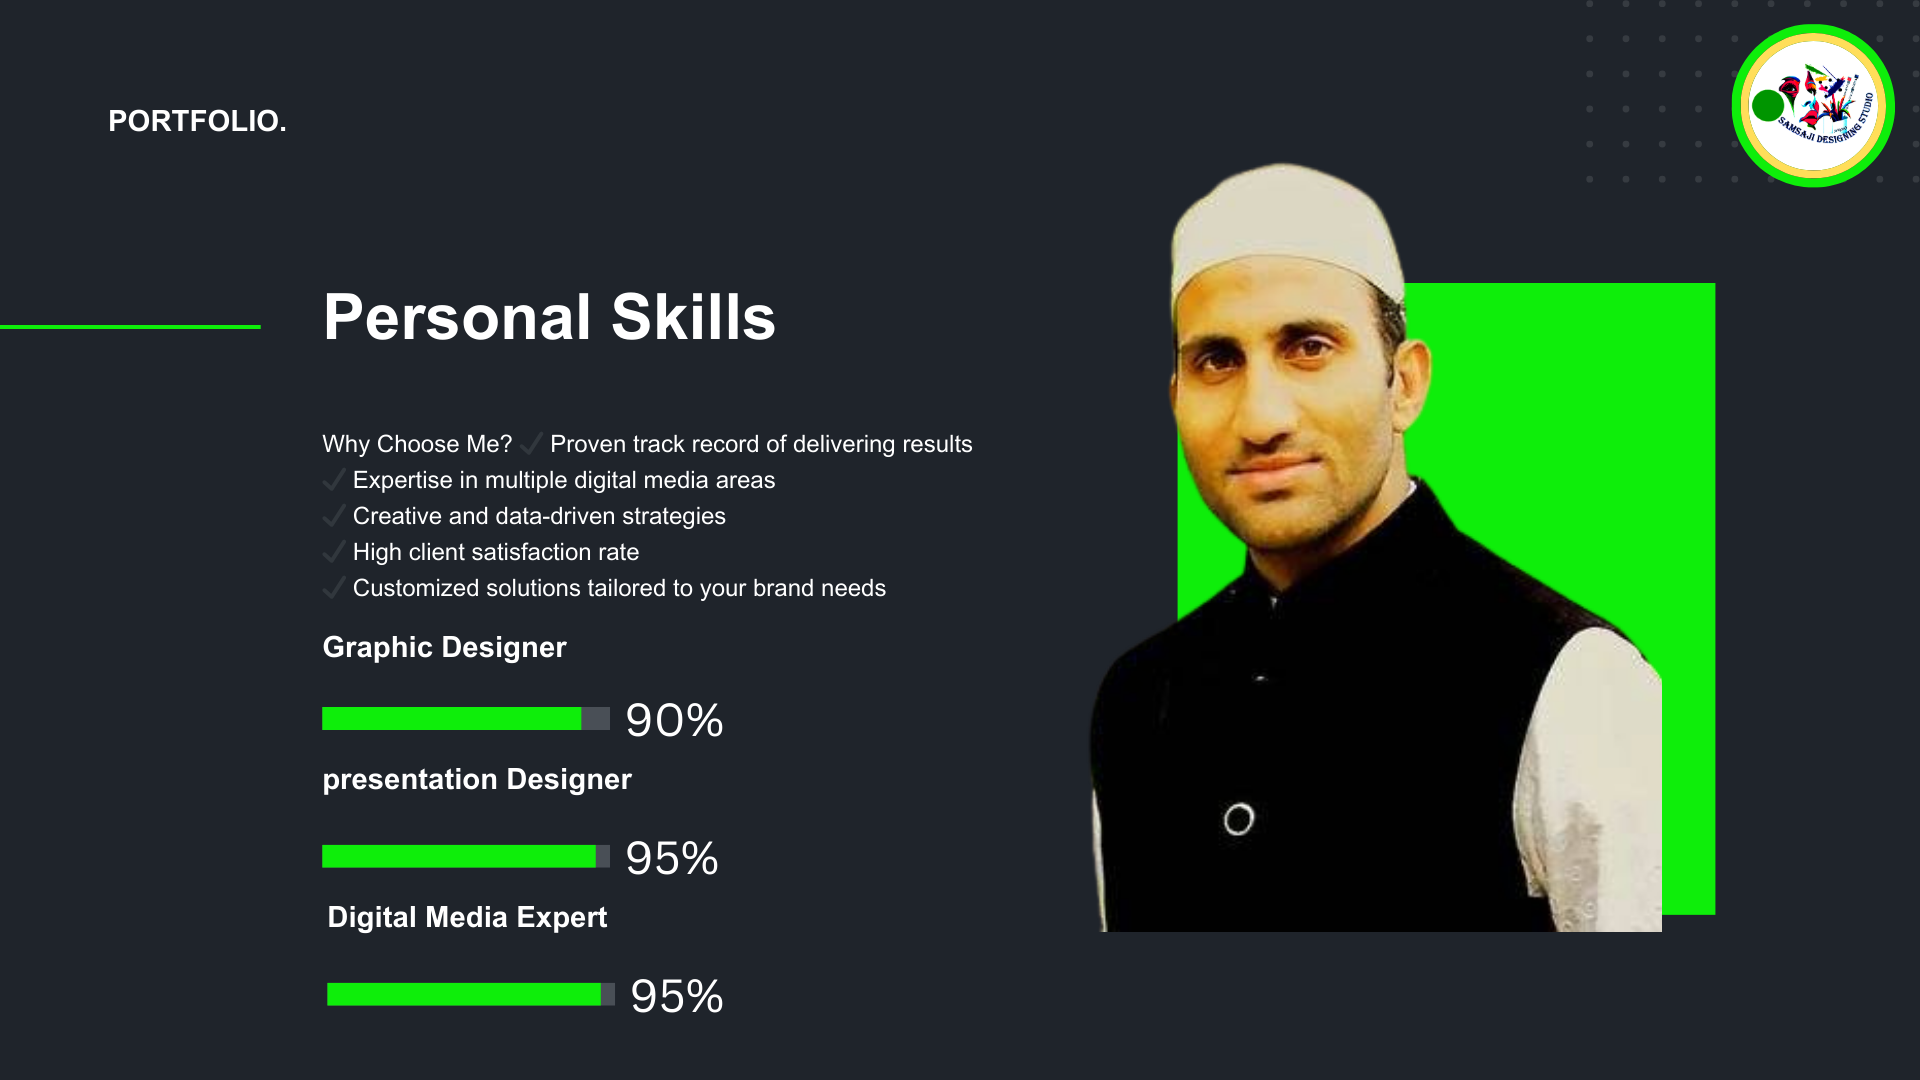 PORTFOLIO.
SAMSAJI DESIGNING STUDIO
Personal Skills
Why Choose Me? ✓ Proven track record of delivering results
✓ Expertise in multiple digital media areas
✓ Creative and data-driven strategies
✓ High client satisfaction rate
✓ Customized solutions tailored to your brand needs
Graphic Designer
90%
presentation Designer
95%
Digital Media Expert
95%